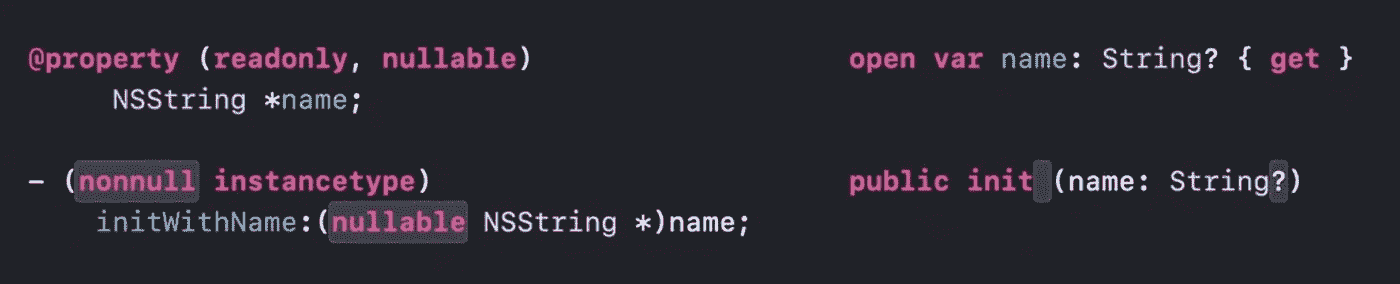 @property (readonly, nullable)
NSString *name;
- (nonnull instancetype)
initWithName:(nullable NSString *)name;
open var name: String? { get }
public init (name: String?)